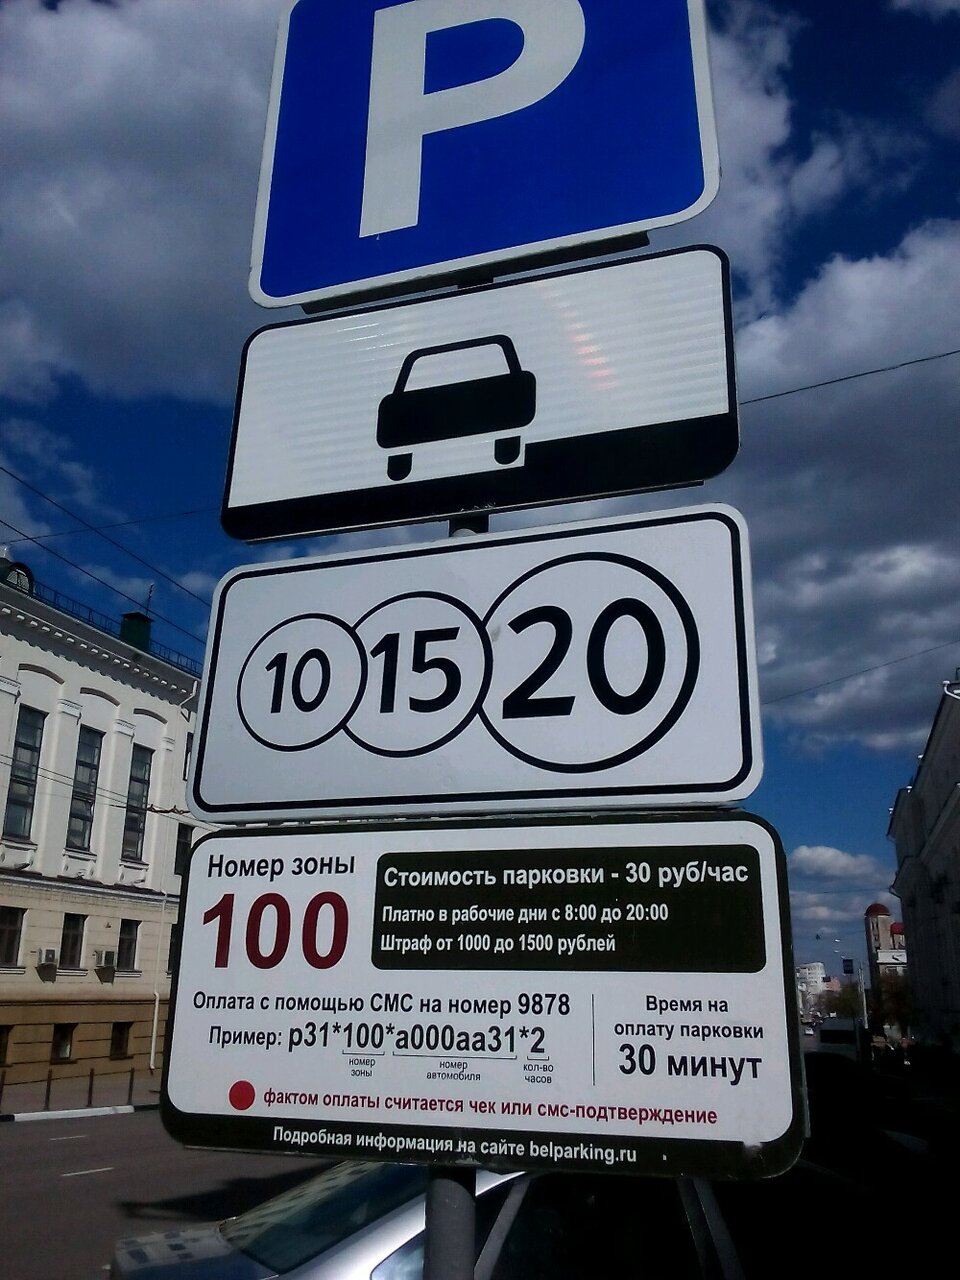 P
10 15 20
Номер зоны
100
Стоимость парковки - 30 руб/час
Платно в рабочие дни с 8:00 до 20:00
Штраф от 1000 до 1500 рублей
Оплата с помощью СМС на номер 9878
Пример: р31*100*а000аа31*2
номер зоны
номер автомобиля
кол-во часов
Время на
оплату парковки
30 минут
фактом оплаты считается чек или смс-подтверждение
Подробная информация на сайте belparking.ru